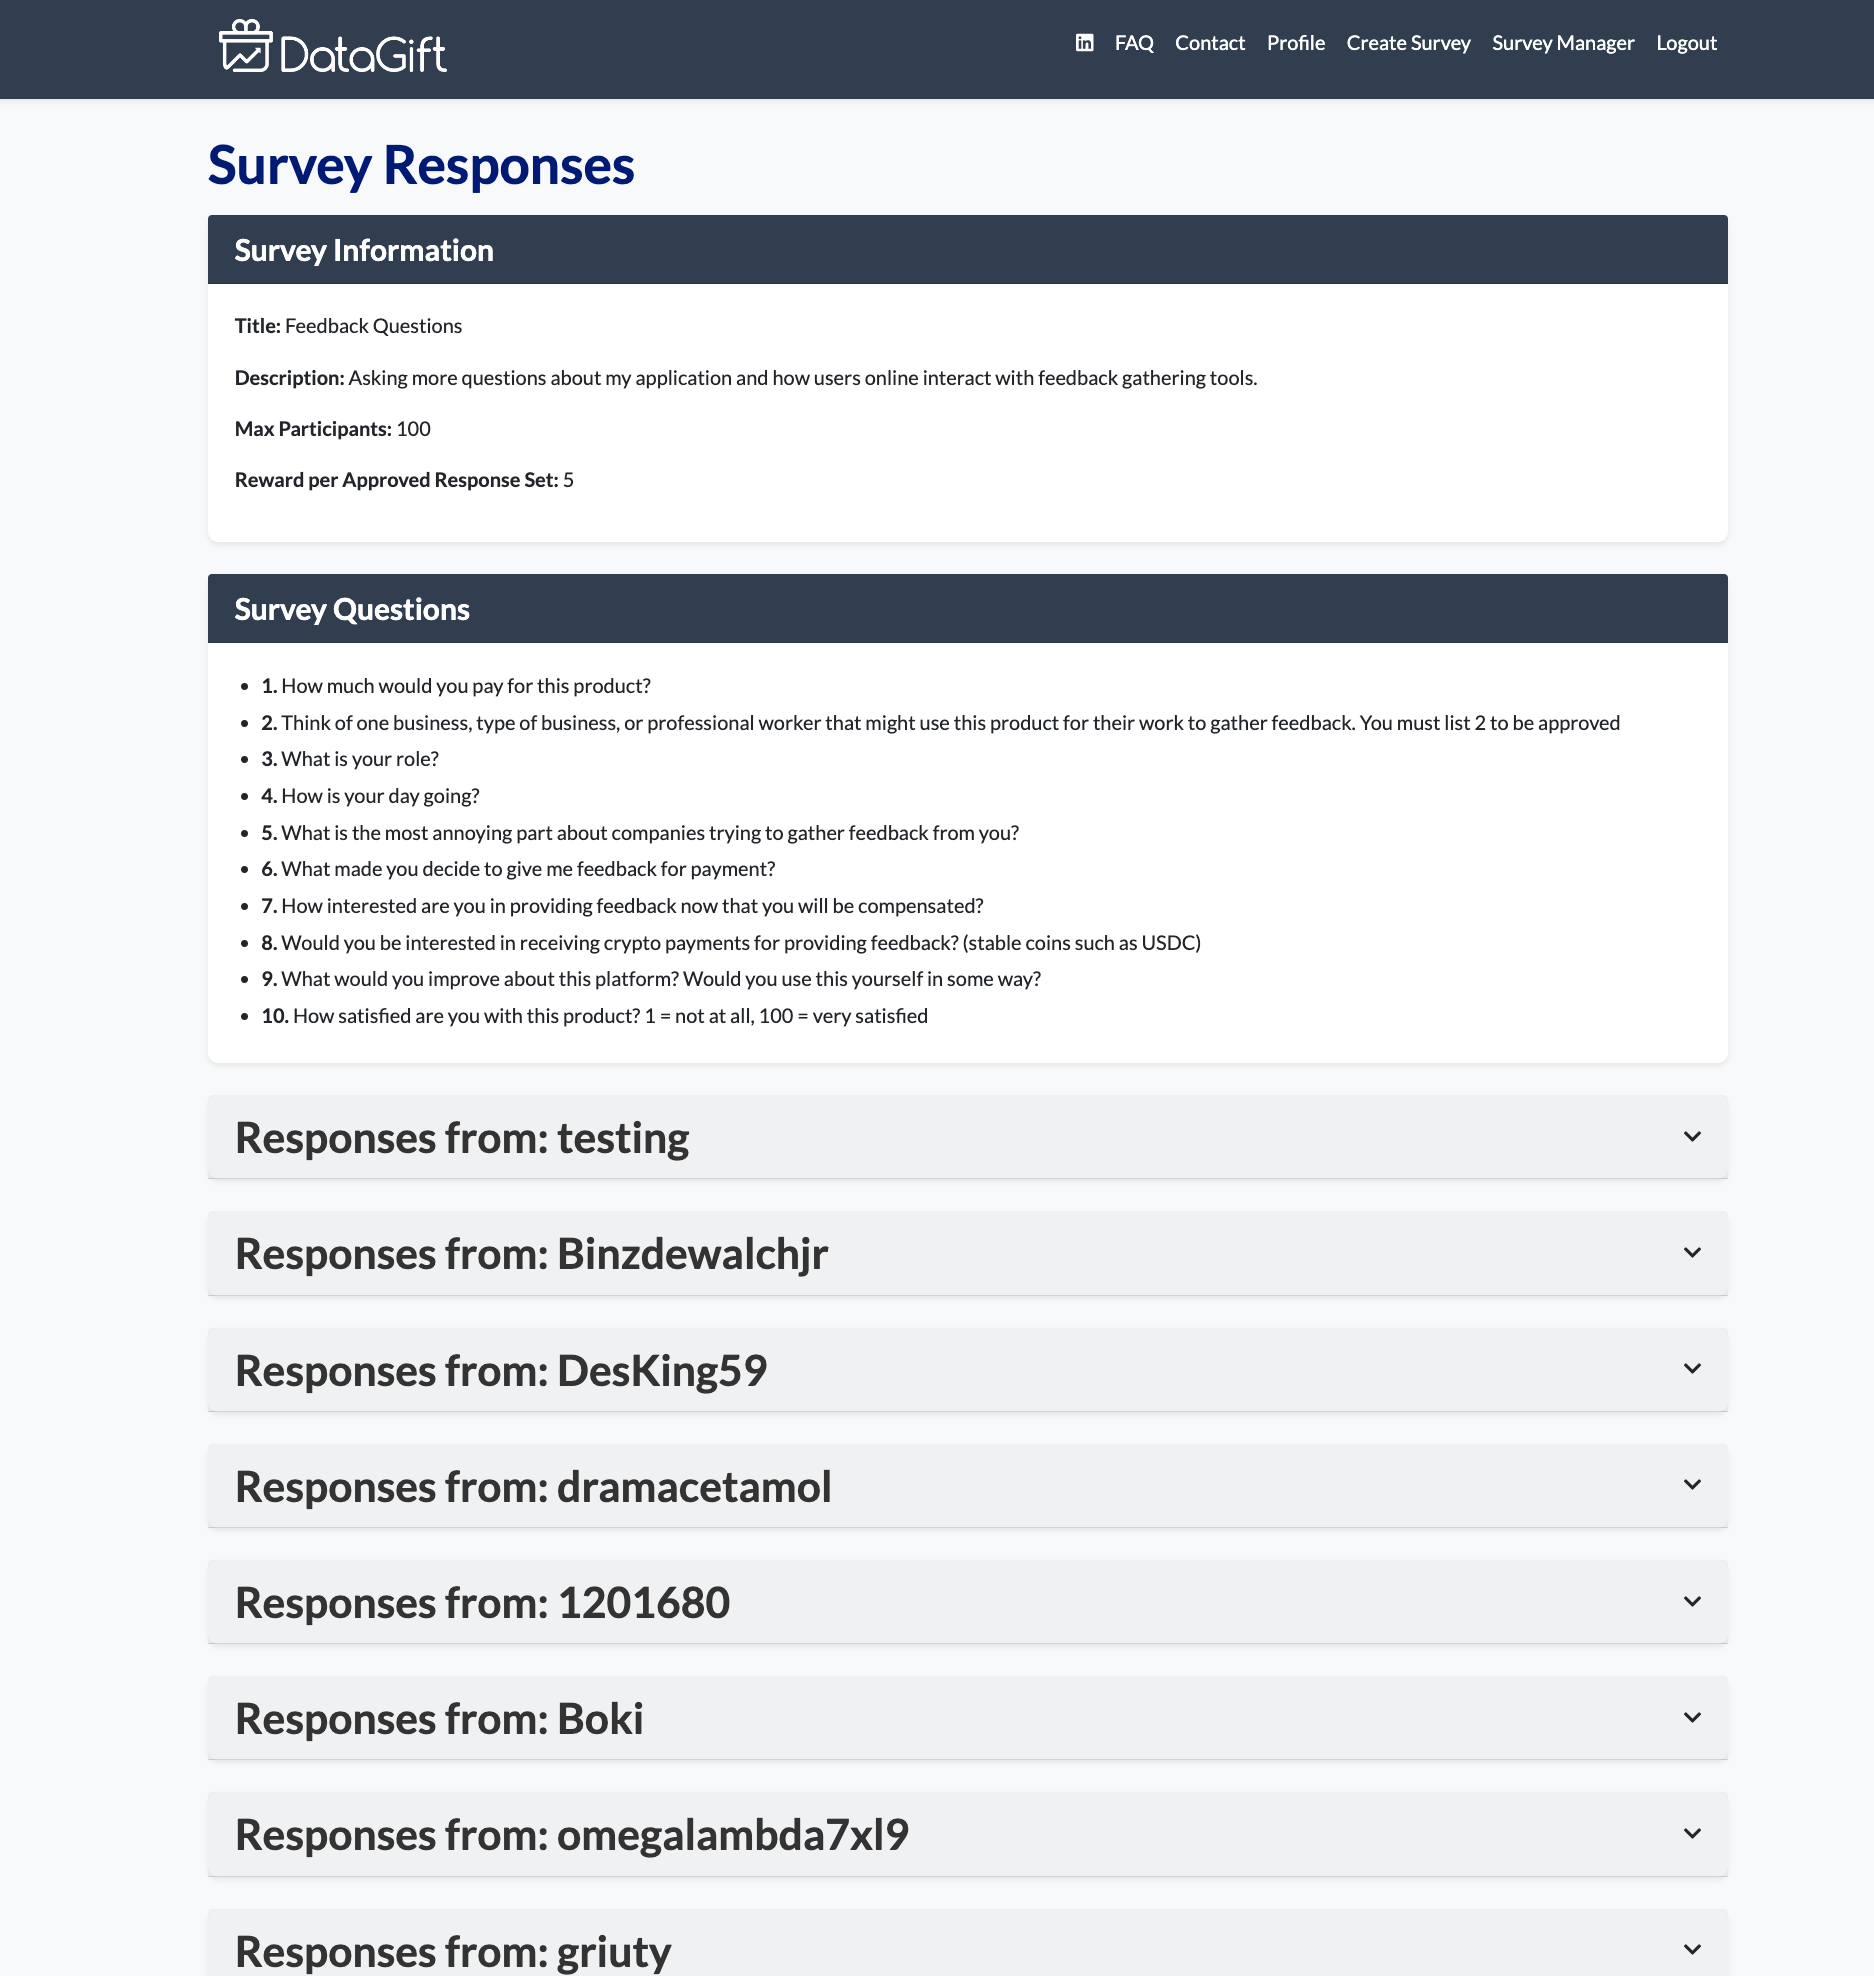 DataGift
FAQ Contact Profile Create Survey Survey Manager Logout
Survey Responses
Survey Information
Title: Feedback Questions
Description: Asking more questions about my application and how users online interact with feedback gathering tools.
Max Participants: 100
Reward per Approved Response Set: 5
Survey Questions
1. How much would you pay for this product?
2. Think of one business, type of business, or professional worker that might use this product for their work to gather feedback. You must list 2 to be approved
3. What is your role?
4. How is your day going?
5. What is the most annoying part about companies trying to gather feedback from you?
6. What made you decide to give me feedback for payment?
7. How interested are you in providing feedback now that you will be compensated?
8. Would you be interested in receiving crypto payments for providing feedback? (stable coins such as USDC)
9. What would you improve about this platform? Would you use this yourself in some way?
10. How satisfied are you with this product? 1 = not at all, 100 = very satisfied
Responses from: testing
Responses from: Binzdewalchjr
Responses from: DesKing59
Responses from: dramacetamol
Responses from: 1201680
Responses from: Boki
Responses from: omegalambda7xl9
Responses from: griuty